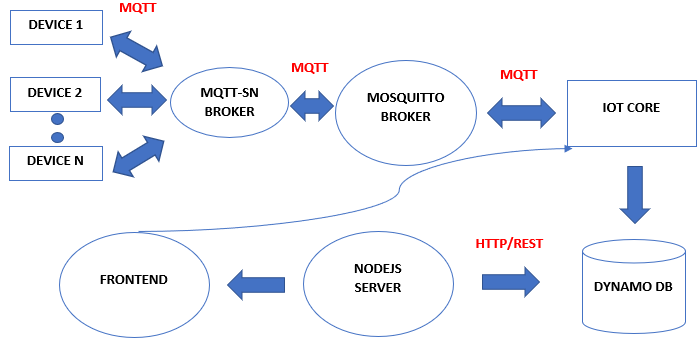 MQTT
DEVICE 1
MQTT
MQTT
DEVICE 2
MQTT-SN
BROKER
MOSQUITTO
BROKER
IOT CORE
DEVICE N
HTTP/REST
FRONTEND
NODEJS
SERVER
DYNAMO DB